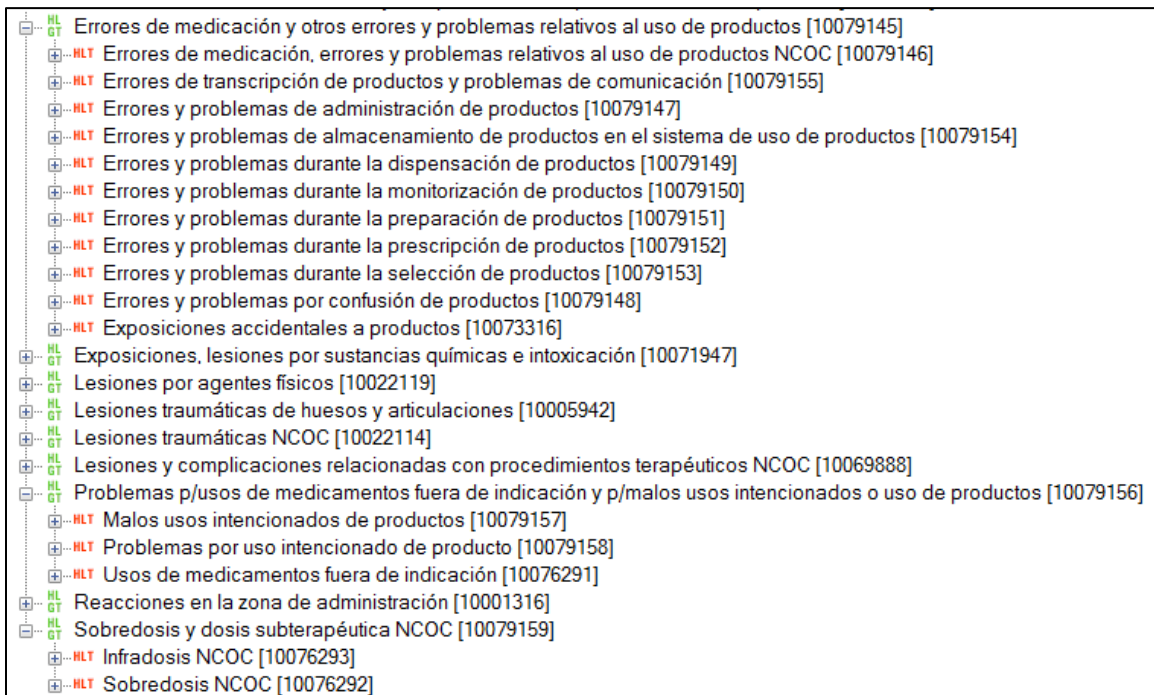 HLGT Errores de medicación y otros errores y problemas relativos al uso de productos [10079145]
HLT Errores de medicación, errores y problemas relativos al uso de productos NCOC [10079146]
HLT Errores de transcripción de productos y problemas de comunicación [10079155]
HLT Errores y problemas de administración de productos [10079147]
HLT Errores y problemas de almacenamiento de productos en el sistema de uso de productos [10079154]
HLT Errores y problemas durante la dispensación de productos [10079149]
HLT Errores y problemas durante la monitorización de productos [10079150]
HLT Errores y problemas durante la preparación de productos [10079151]
HLT Errores y problemas durante la prescripción de productos [10079152]
HLT Errores y problemas durante la selección de productos [10079153]
HLT Errores y problemas por confusión de productos [10079148]
HLT Exposiciones accidentales a productos [10073316]
HLGT Exposiciones, lesiones por sustancias químicas e intoxicación [10071947]
HLGT Lesiones por agentes físicos [10022119]
HLGT Lesiones traumáticas de huesos y articulaciones [10005942]
HLGT Lesiones traumáticas NCOC [10022114]
HLGT Lesiones y complicaciones relacionadas con procedimientos terapéuticos NCOC [10069888]
HLGT Problemas p/usos de medicamentos fuera de indicación y p/malos usos intencionados o uso de productos [10079156]
HLT Malos usos intencionados de productos [10079157]
HLT Problemas por uso intencionado de producto [10079158]
HLT Usos de medicamentos fuera de indicación [10076291]
HLGT Reacciones en la zona de administración [10001316]
HLGT Sobredosis y dosis subterapéutica NCOC [10079159]
HLT Infradosis NCOC [10076293]
HLT Sobredosis NCOC [10076292]